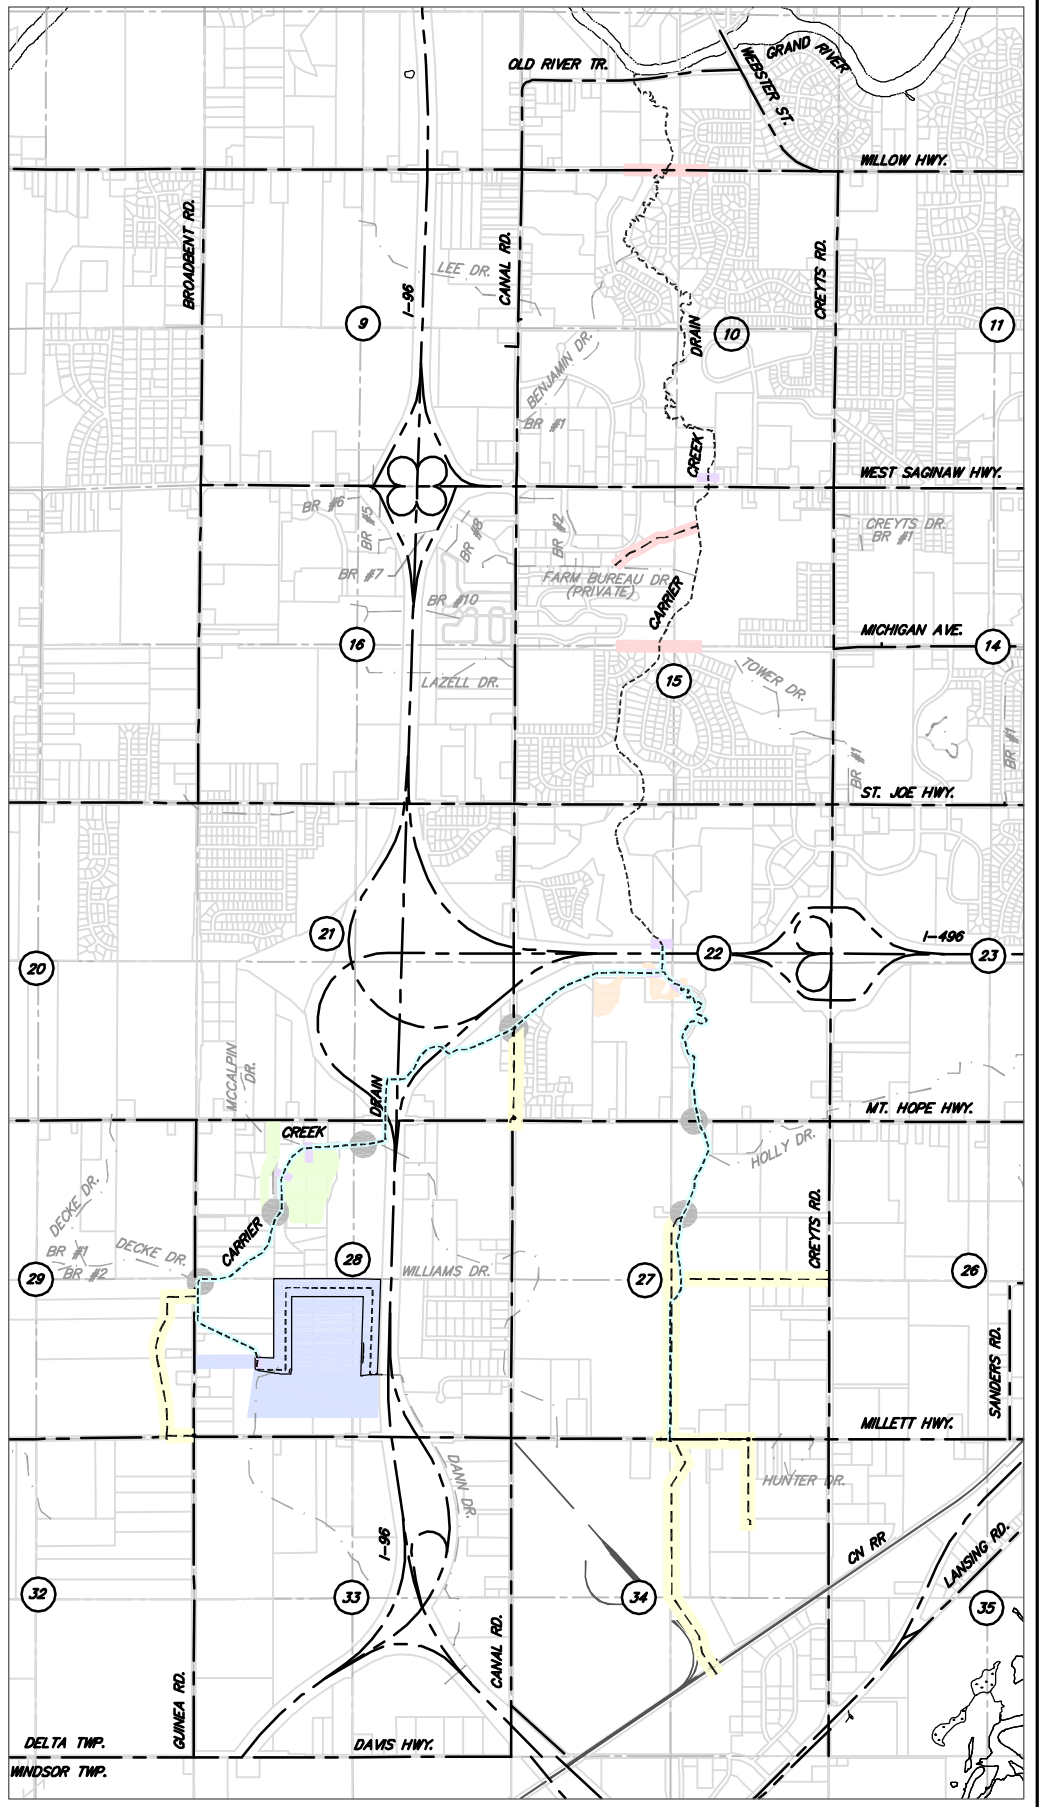 OLD RIVER TR.
WEBSTER ST.
GRAND RIVER
WILLOW HWY.
BROADBENT RD.
I-96
LEE DR.
CANAL RD.
CREYTS RD.
9
DRAIN
10
11
BENJAMIN DR.
BR #1
CREEK
WEST SAGINAW HWY.
BR #6
BR #5
BR #8
BR #2
CREYTS DR.
BR #1
BR #7
FARM BUREAU DR
(PRIVATE)
BR #10
CARRIER
MICHIGAN AVE.
16
14
LAZELL DR.
15
TOWER DR.
BR #1
BR #1
ST. JOE HWY.
21
I-496
20
22
23
MCCALPIN
DR.
DRAIN
MT. HOPE HWY.
CREEK
HOLLY DR.
DECKE DR.
BR #1
DECKE DR.
BR #2
CARRIER
CREYTS RD.
29
28
WILLIAMS DR.
27
26
SANDERS RD.
MILLETT HWY.
DANN DR.
HUNTER DR.
I-96
CN RR
LANSING RD.
32
33
34
35
GUINEA RD.
CANAL RD.
DELTA TWP.
DAVIS HWY.
WINDSOR TWP.